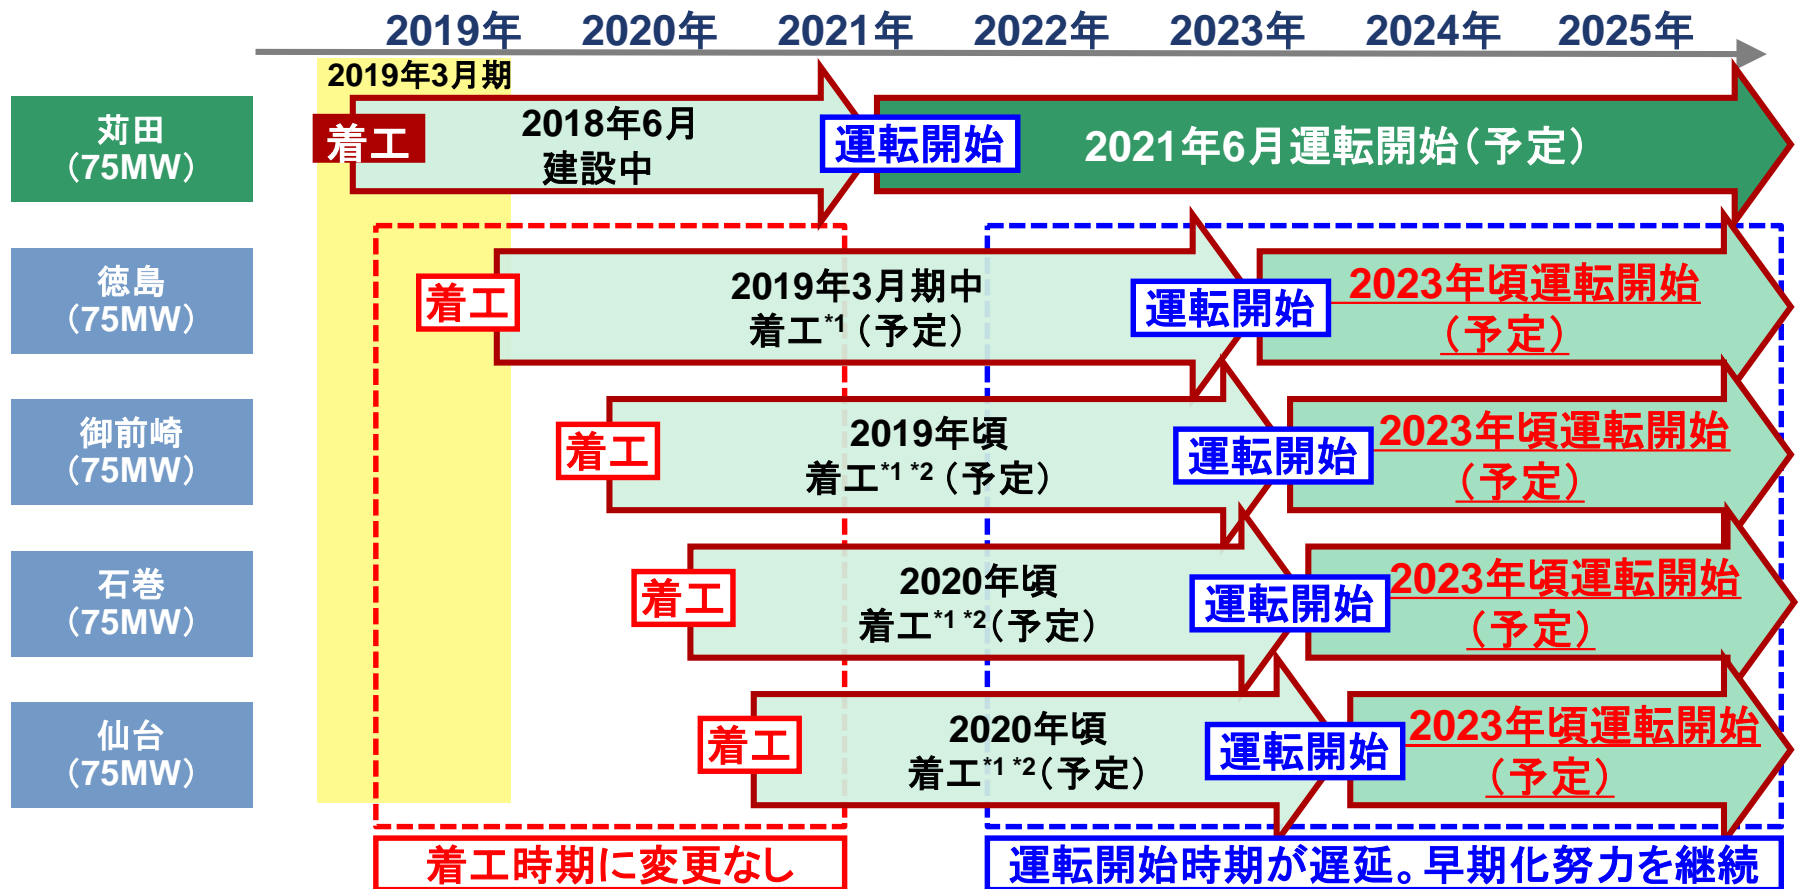 2019年 2020年 2021年 2022年 2023年 2024年 2025年
2019年3月期
苅田
（75MW）
着工
2018年6月
建設中
運転開始
2021年6月運転開始（予定）
徳島
（75MW）
着工
2019年3月期中
着工*1（予定）
運転開始
2023年頃運転開始
（予定）
御前崎
（75MW）
着工
2019年頃
着工*1 *2（予定）
運転開始
2023年頃運転開始
（予定）
石巻
（75MW）
着工
2020年頃
着工*1 *2（予定）
運転開始
2023年頃運転開始
（予定）
仙台
（75MW）
着工
2020年頃
着工*1 *2（予定）
運転開始
2023年頃運転開始
（予定）
着工時期に変更なし
運転開始時期が遅延。早期化努力を継続